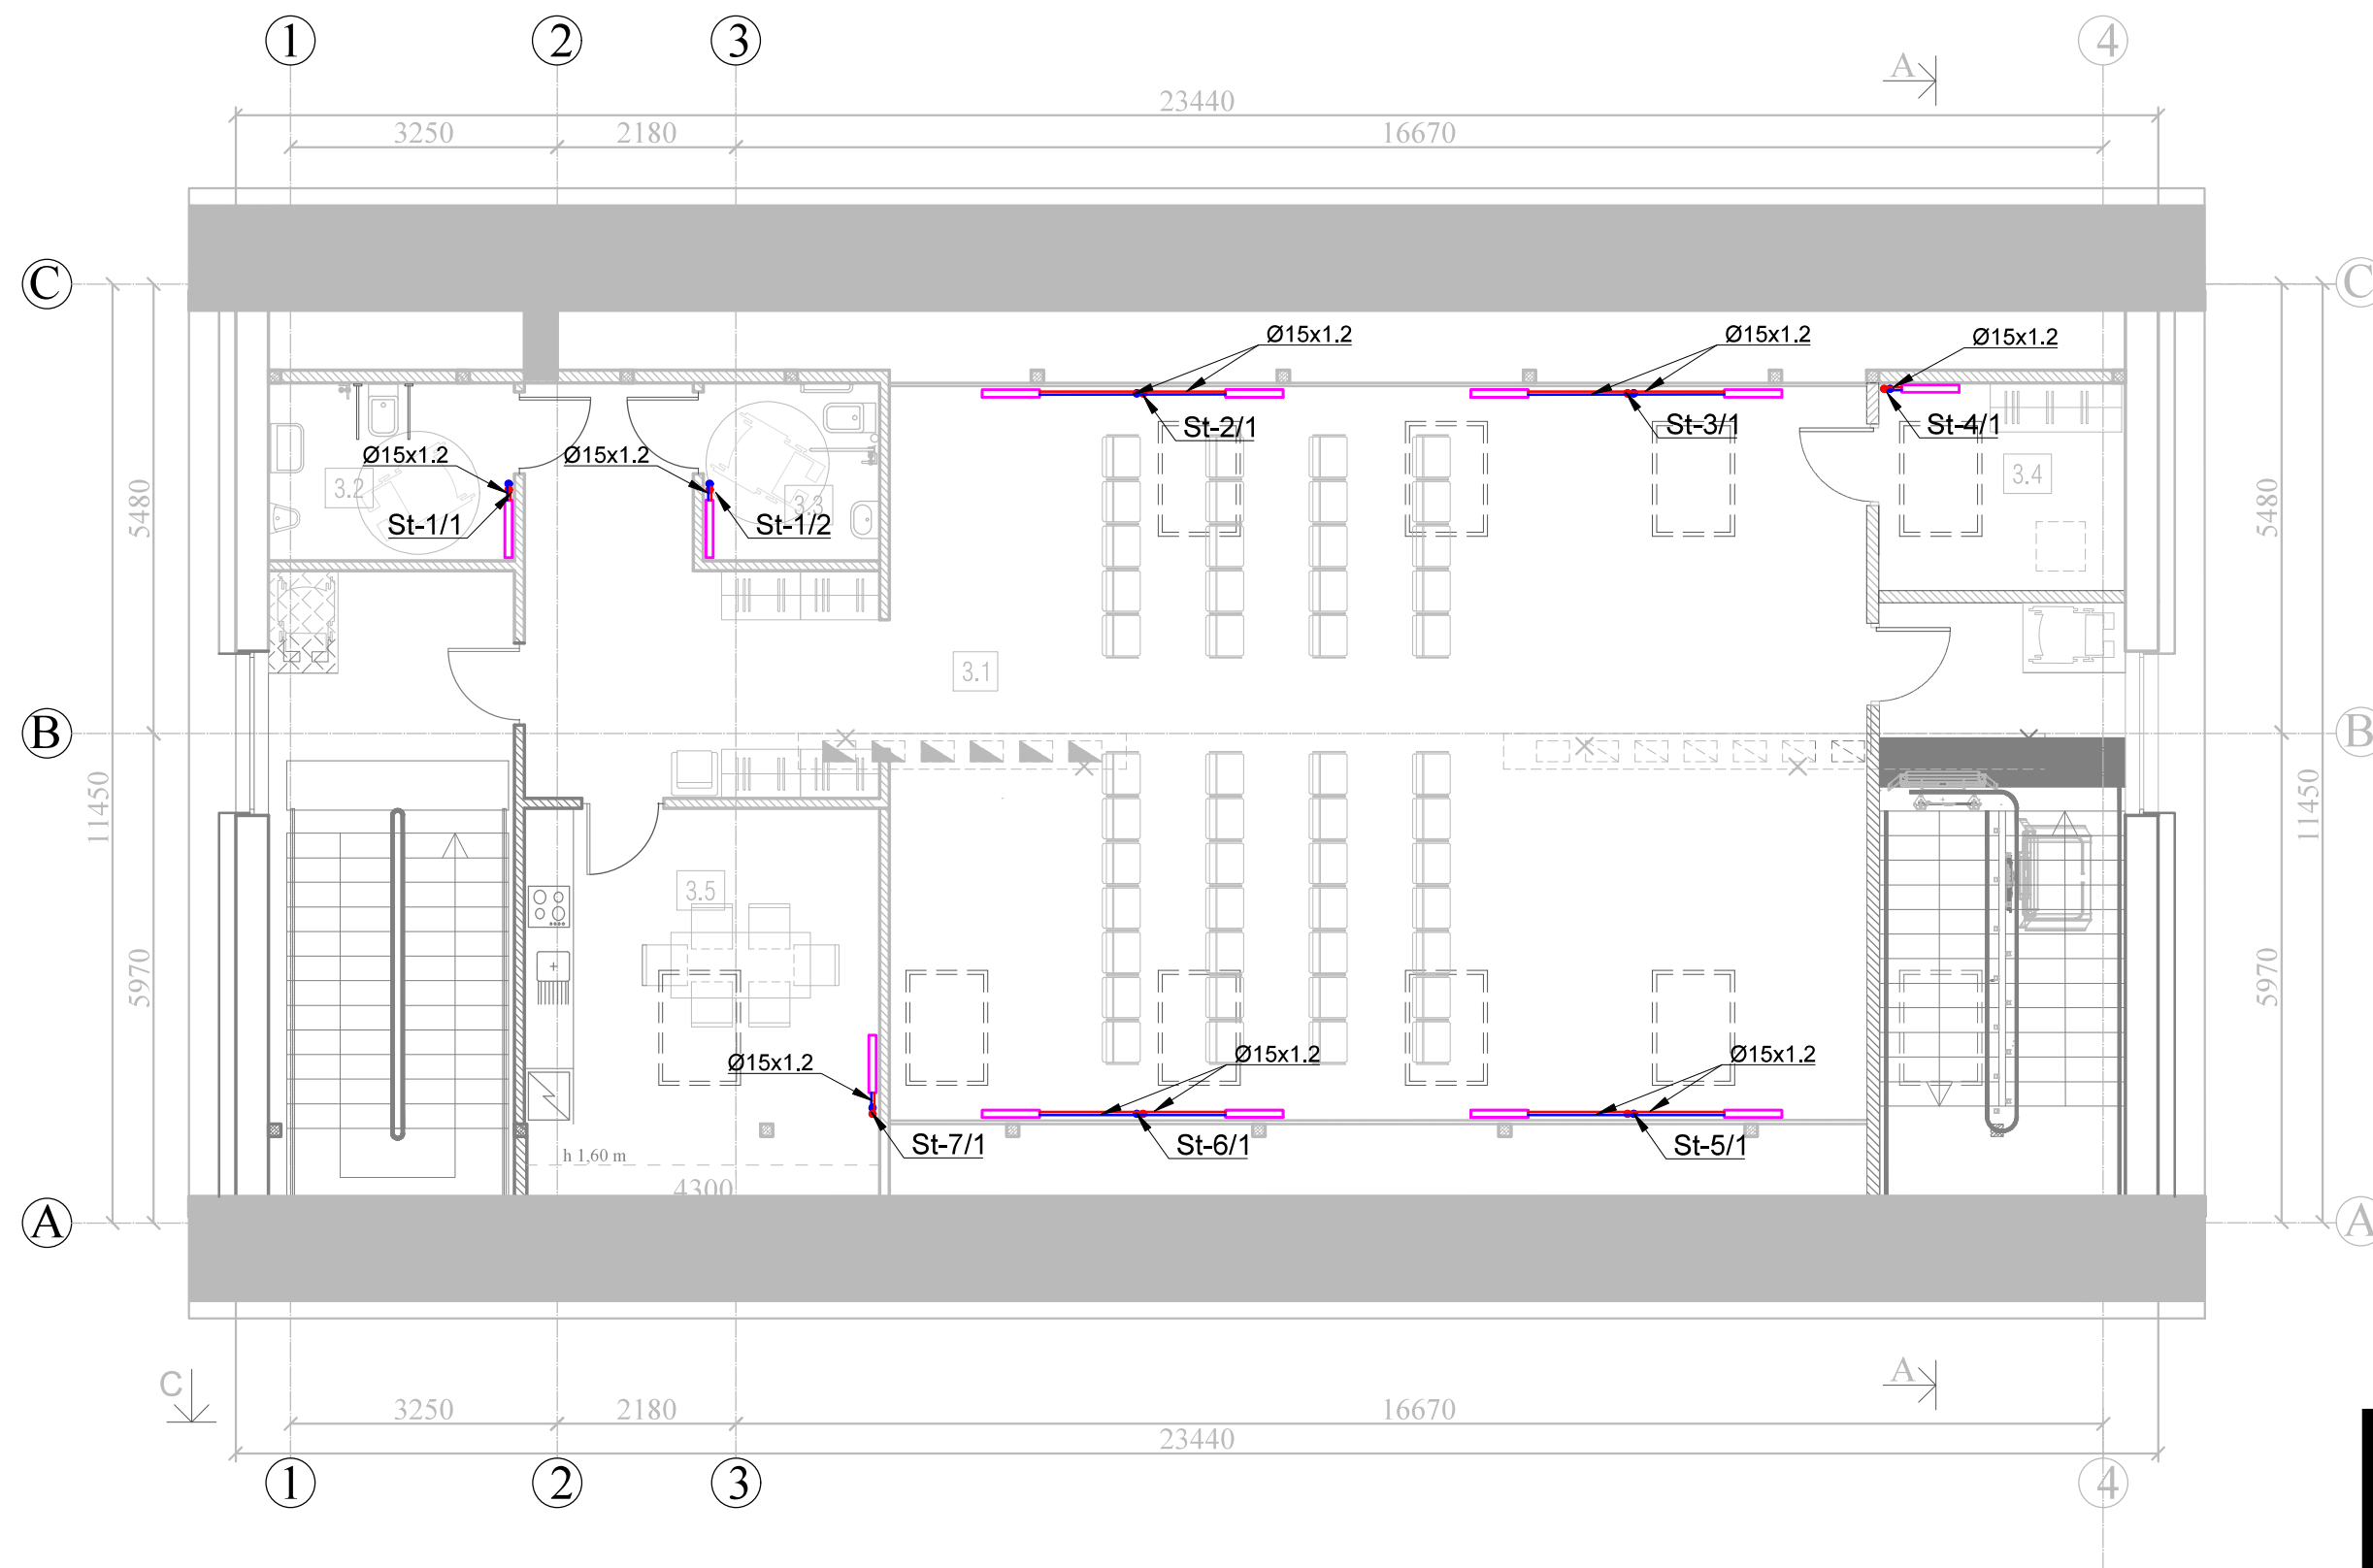 1
2
3
4
A
23440
3250
2180
16670
C
C
Ø15x1.2
Ø15x1.2
Ø15x1.2
St-2/1
St-3/1
St-4/1
Ø15x1.2
Ø15x1.2
3.2
3.3
3.4
St-1/1
St-1/2
5480
5480
3.1
B
B
11450
11450
3.5
5970
5970
Ø15x1.2
Ø15x1.2
Ø15x1.2
St-7/1
St-6/1
St-5/1
h 1,60 m
4300
A
A
C
A
3250
2180
16670
23440
1
2
3
4